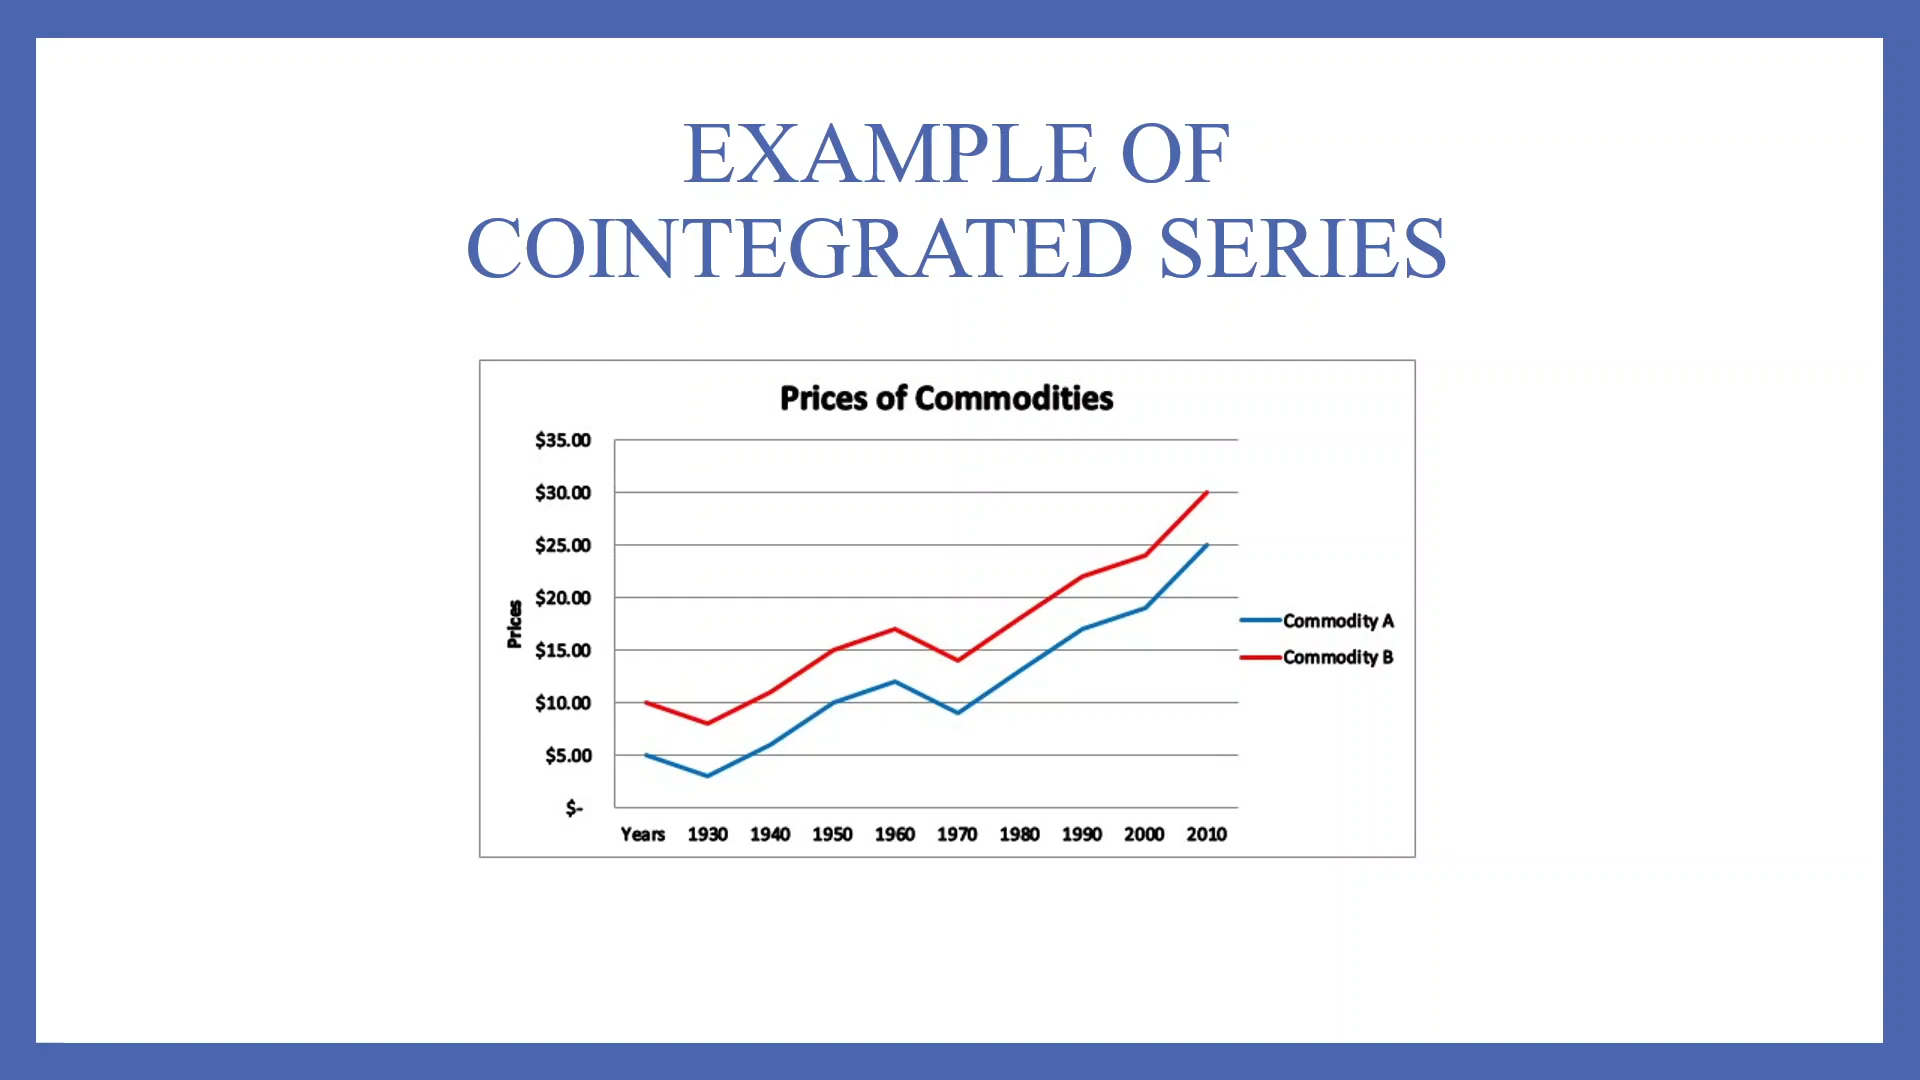 EXAMPLE OF
COINTEGRATED SERIES
Prices of Commodities
$35.00
$30.00
$25.00
$20.00
$15.00
$10.00
$5.00
$-
Prices
Years 1930 1940 1950 1960 1970 1980 1990 2000 2010
Commodity A
Commodity B